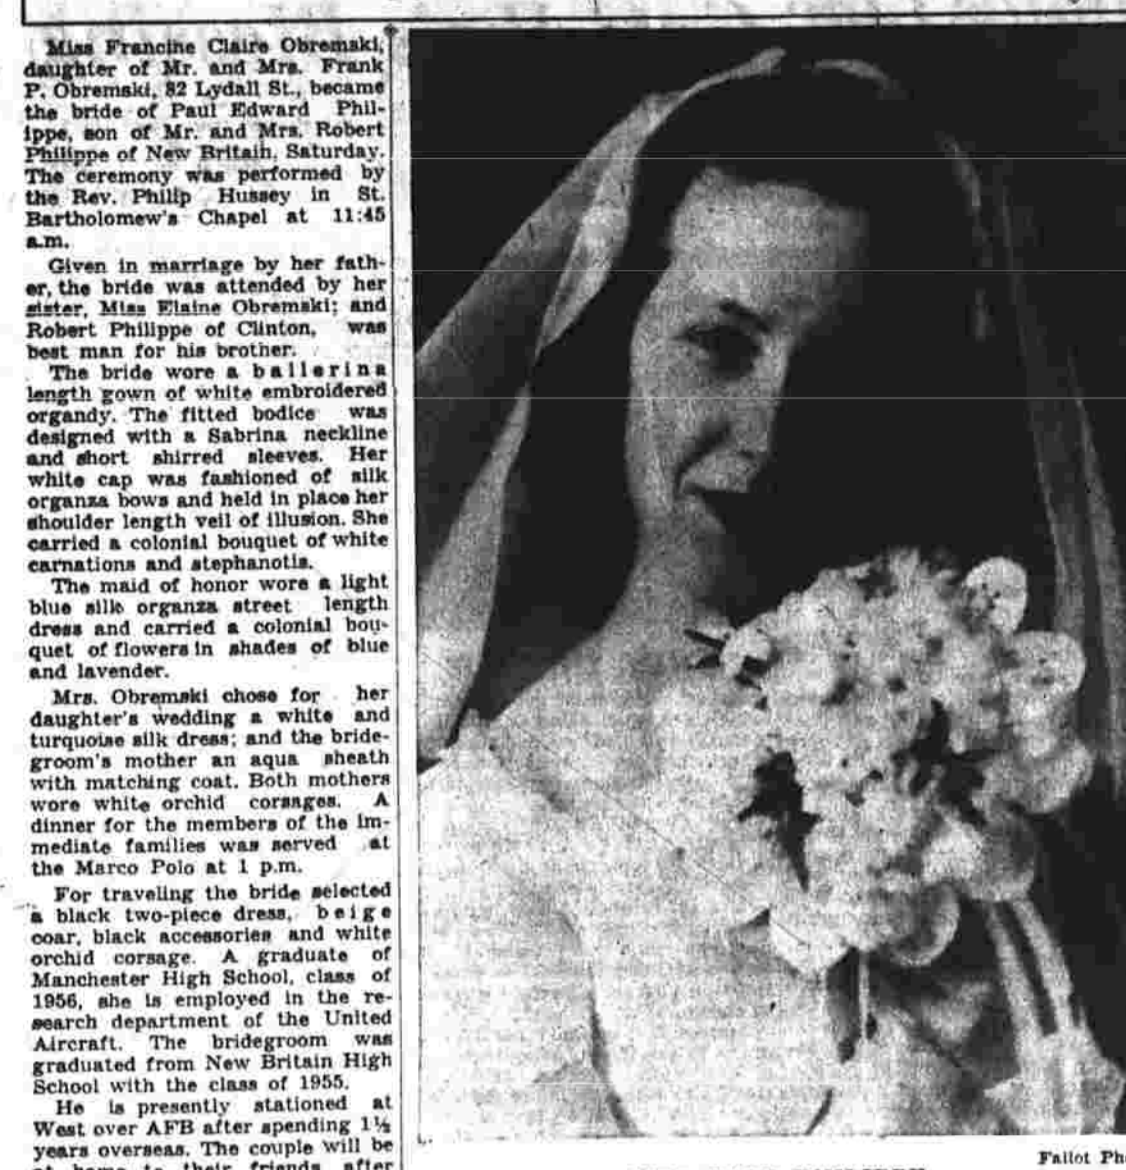 Miss Francine Claire Obremski,
daughter of Mr. and Mrs. Frank
P. Obremski, 82 Lydall St., became
the bride of Paul Edward Phil-
ippe, son of Mr. and Mrs. Robert
Philippe of New Britain, Saturday.
The ceremony was performed by
the Rev. Philip Hussey in St.
Bartholomew's Chapel at 11:45
a.m.
Given in marriage by her fath-
er, the bride was attended by her
sister, Miss Elaine Obremski; and
Robert Philippe of Clinton, was
best man for his brother.
The bride wore a ballerina
length gown of white embroidered
organdy. The fitted bodice was
designed with a Sabrina neckline
and short shirred sleeves. Her
white cap was fashioned of silk
organza bows and held in place her
shoulder length veil of illusion. She
carried a colonial bouquet of white
carnations and stephanotis.
The maid of honor wore a light
blue silk organza street length
dress and carried a colonial bou-
quet of flowers in shades of blue
and lavender.
Mrs. Obremski chose for her
daughter's wedding a white and
turquoise silk dress; and the bride-
groom's mother an aqua sheath
with matching coat. Both mothers
wore white orchid corsages. A
dinner for the members of the im-
mediate families was served at
the Marco Polo at 1 p.m.
For traveling the bride selected
a black two-piece dress, beige
coar, black accessories and white
orchid corsage. A graduate of
Manchester High School, class of
1956, she is employed in the re-
search department of the United
Aircraft. The bridegroom was
graduated from New Britain High
School with the class of 1955.
He is presently stationed at
West over AFB after spending 1½
years overseas. The couple will be
at home to their friends after
Fallot Pho